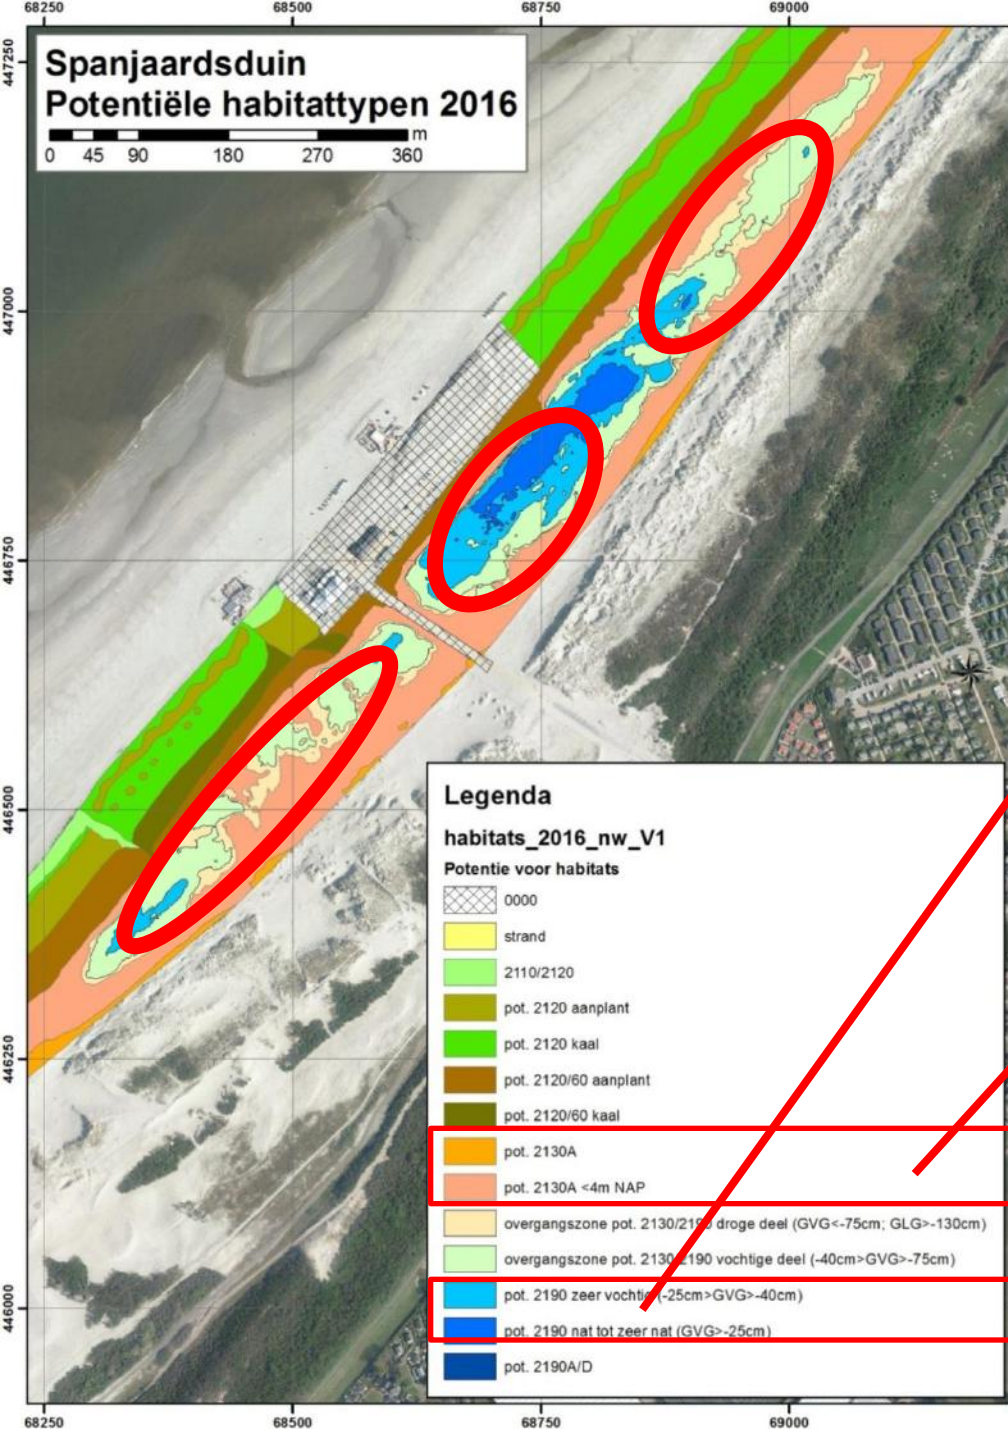 68250 68500 68750 69000
Spanjaardsduin
Potentiële habitattypen 2016
m
0 45 90 180 270 360
447250
447000
446750
446500
446250
446000
Legenda
habitats_2016_nw_V1
Potentie voor habitats
0000
strand
2110/2120
pot. 2120 aanplant
pot. 2120 kaal
pot. 2120/60 aanplant
pot. 2120/60 kaal
pot. 2130A
pot. 2130A <4m NAP
overgangszone pot. 2130/2190 droge deel (GVG<-75cm; GLG>-130cm)
overgangszone pot. 2130/2190 vochtige deel (-40cm>GVG>-75cm)
pot. 2190 zeer vochtig (-25cm>GVG>-40cm)
pot. 2190 nat tot zeer nat (GVG>-25cm)
pot. 2190A/D
68250 68500 68750 69000